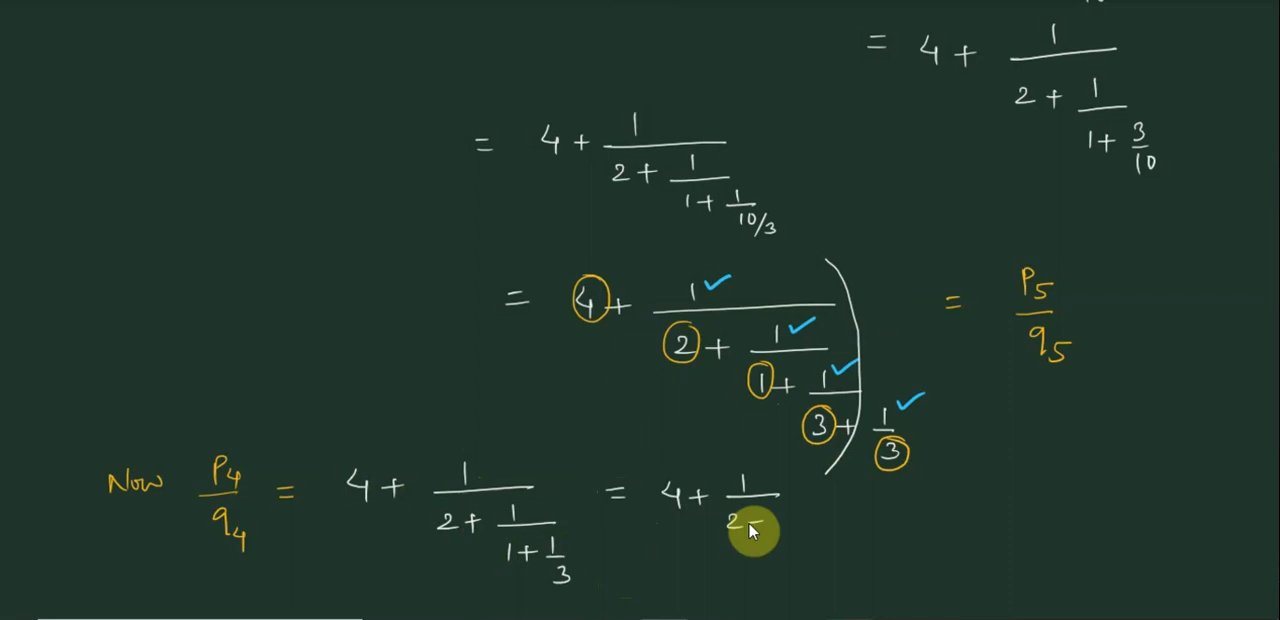 = 4 + 1/(2 + 1/(1 + 3/10))
= 4 + 1/(2 + 1/(1 + 1/(10/3)))
= 4 + 1/(2 + 1/(1 + 1/(3 + 1/3))) = P5/q5
Now P4/q4 = 4 + 1/(2 + 1/(1 + 1/3)) = 4 + 1/2 -